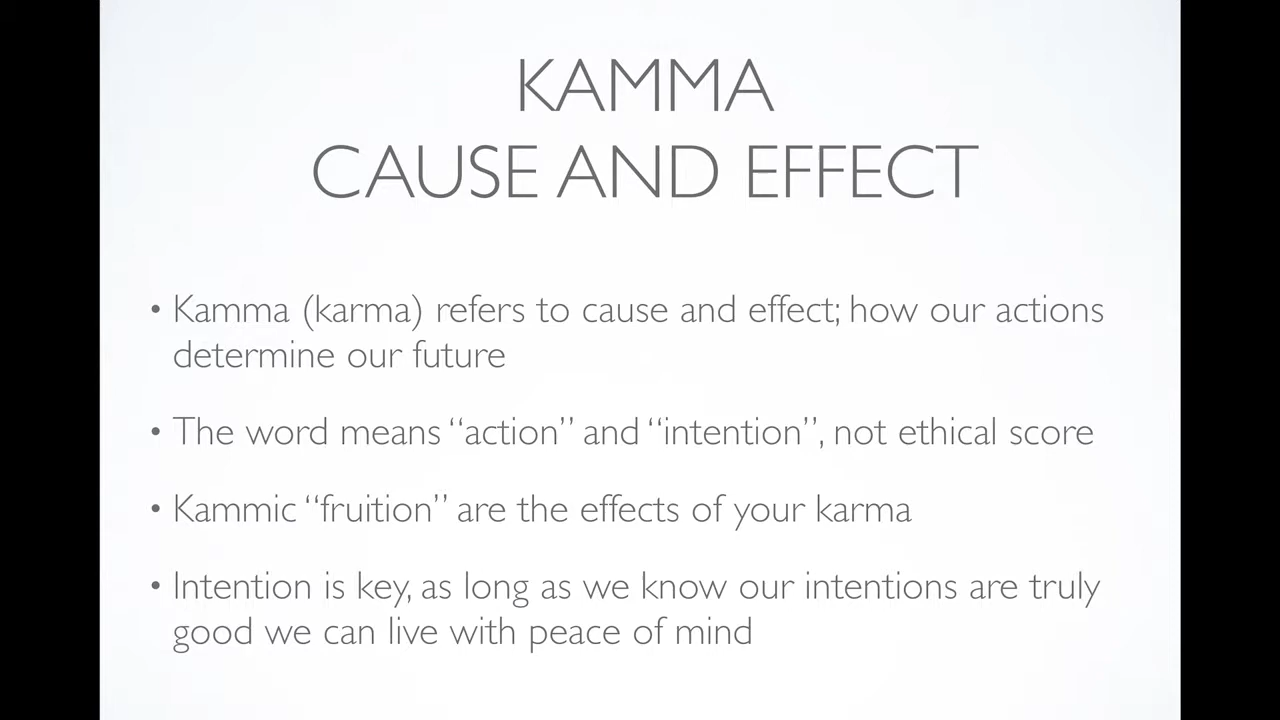 KAMMA
CAUSE AND EFFECT
• Kamma (karma) refers to cause and effect; how our actions
determine our future
• The word means “action” and “intention”, not ethical score
• Kammic “fruition” are the effects of your karma
• Intention is key, as long as we know our intentions are truly
good we can live with peace of mind